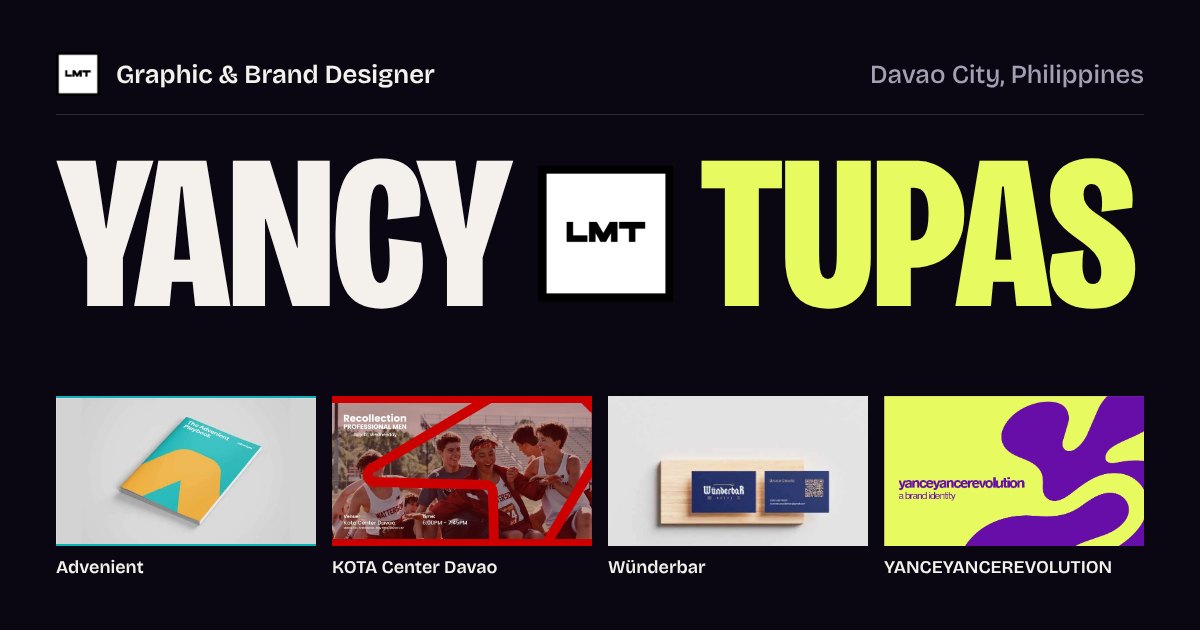 LMT
Graphic & Brand Designer
Davao City, Philippines
YANCY
LMT
TUPAS
The Advenient
Playbook
Recollection
PROFESSIONAL MEN
Wednesday
Venue:
Kota Center Davao,
Time:
6:00PM - 7:45PM
WünderbaR
yanceyancerevolution
a brand identity
Advenient
KOTA Center Davao
Wünderbar
YANCEYANCEREVOLUTION